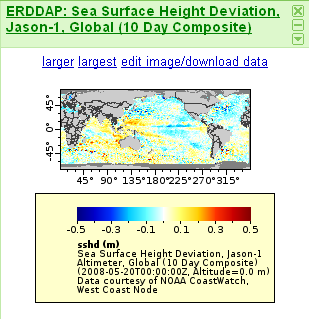 ERDDAP: Sea Surface Height Deviation,
Jason-1, Global (10 Day Composite)
larger largest edit image/download data
45°
0°
-45°
45° 90° 135° 180° 225° 270° 315°
-0.5 -0.3 0.0 0.3 0.5
sshd (m)
Sea Surface Height Deviation, Jason-1
Altimeter, Global (10 Day Composite)
(2008-05-20T00:00:00Z, Altitude=0.0 m)
Data courtesy of NOAA CoastWatch,
West Coast Node